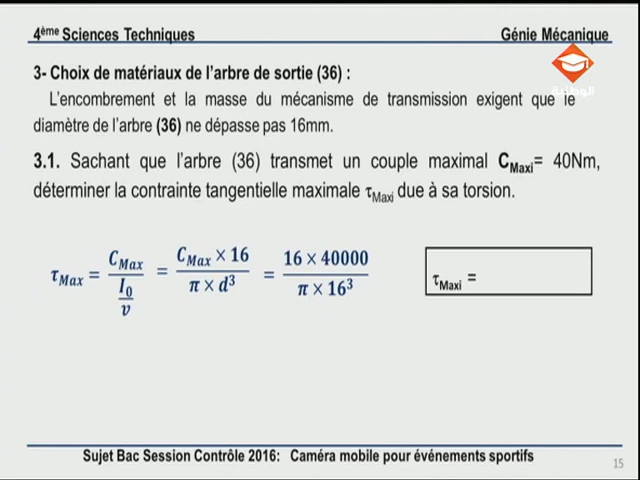 4ème Sciences Techniques Génie Mécanique
3- Choix de matériaux de l'arbre de sortie (36) :
L'encombrement et la masse du mécanisme de transmission exigent que le
الوطنية
diamètre de l'arbre (36) ne dépasse pas 16mm.
3.1. Sachant que l'arbre (36) transmet un couple maximal CMaxi= 40Nm,
déterminer la contrainte tangentielle maximale τMaxi due à sa torsion.
τMax = CMax / (I0 / v) = CMax × 16 / π × d³ = 16 × 40000 / π × 16³
τMaxi =
Sujet Bac Session Contrôle 2016: Caméra mobile pour événements sportifs
15